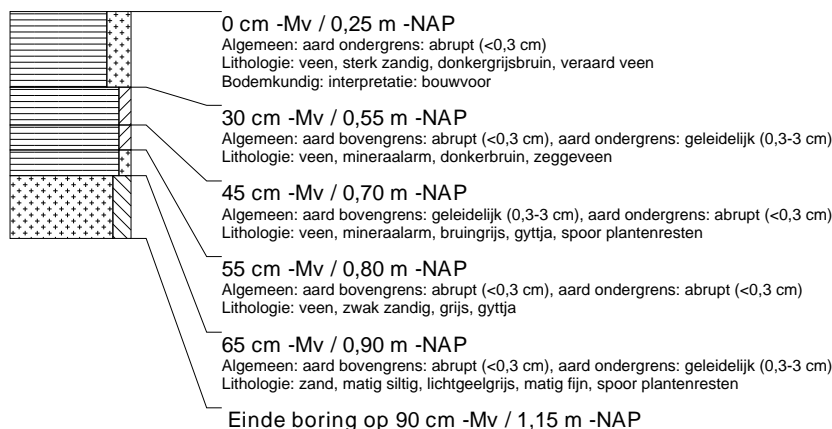 0 cm -Mv / 0,25 m -NAP
Algemeen: aard ondergrens: abrupt (<0,3 cm)
Lithologie: veen, sterk zandig, donkergrijsbruin, veraard veen
Bodemkundig: interpretatie: bouwvoor
30 cm -Mv / 0,55 m -NAP
Algemeen: aard bovengrens: abrupt (<0,3 cm), aard ondergrens: geleidelijk (0,3-3 cm)
Lithologie: veen, mineraalarm, donkerbruin, zeggeveen
45 cm -Mv / 0,70 m -NAP
Algemeen: aard bovengrens: geleidelijk (0,3-3 cm), aard ondergrens: abrupt (<0,3 cm)
Lithologie: veen, mineraalarm, bruingrijs, gyttja, spoor plantenresten
55 cm -Mv / 0,80 m -NAP
Algemeen: aard bovengrens: abrupt (<0,3 cm), aard ondergrens: abrupt (<0,3 cm)
Lithologie: veen, zwak zandig, grijs, gyttja
65 cm -Mv / 0,90 m -NAP
Algemeen: aard bovengrens: abrupt (<0,3 cm), aard ondergrens: geleidelijk (0,3-3 cm)
Lithologie: zand, matig siltig, lichtgeelgrijs, matig fijn, spoor plantenresten
Einde boring op 90 cm -Mv / 1,15 m -NAP